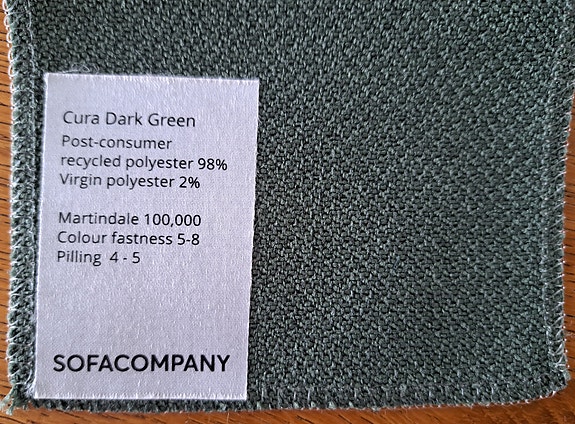 Cura Dark Green
Post-consumer
recycled polyester 98%
Virgin polyester 2%
Martindale 100,000
Colour fastness 5-8
Pilling 4 - 5
SOFACOMPANY